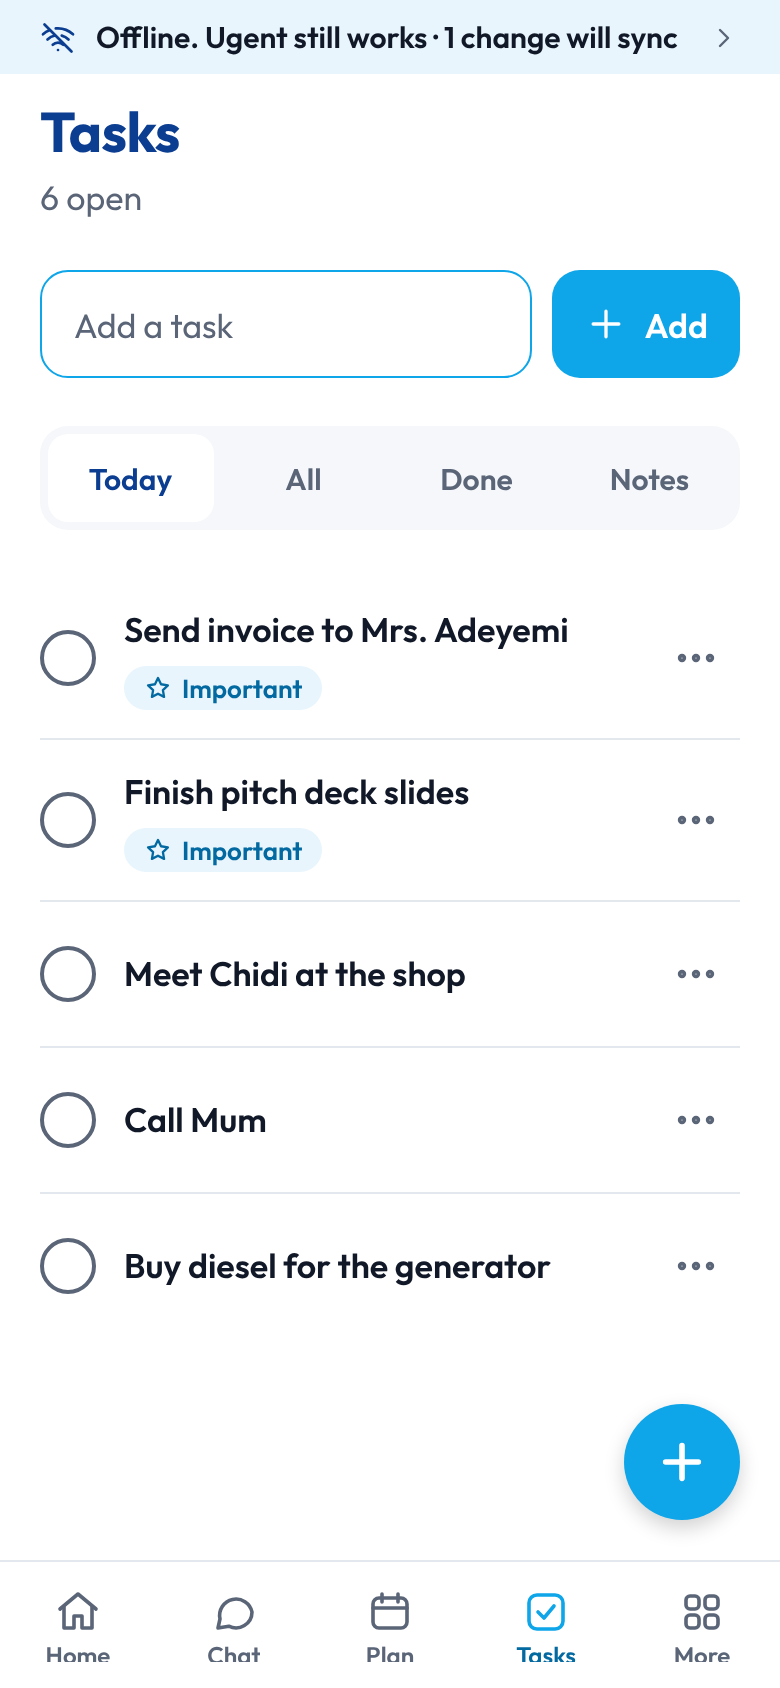 Offline. Ugent still works · 1 change will sync
Tasks
6 open
Add a task
Add
Today
All
Done
Notes
Send invoice to Mrs. Adeyemi
Important
Finish pitch deck slides
Important
Meet Chidi at the shop
Call Mum
Buy diesel for the generator
Home
Chat
Plan
Tasks
More